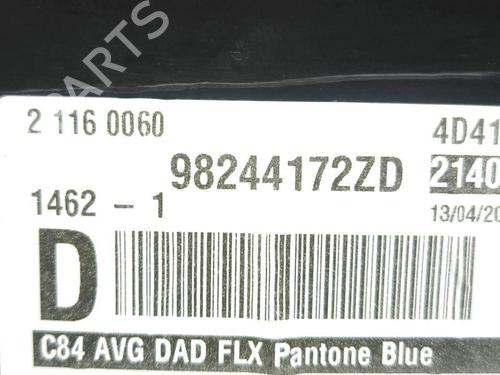 PARTS
2 116 0060
4D41
98244172ZD
2140
1462 - 1
13/04/20
D
C84 AVG DAD FLX Pantone Blue